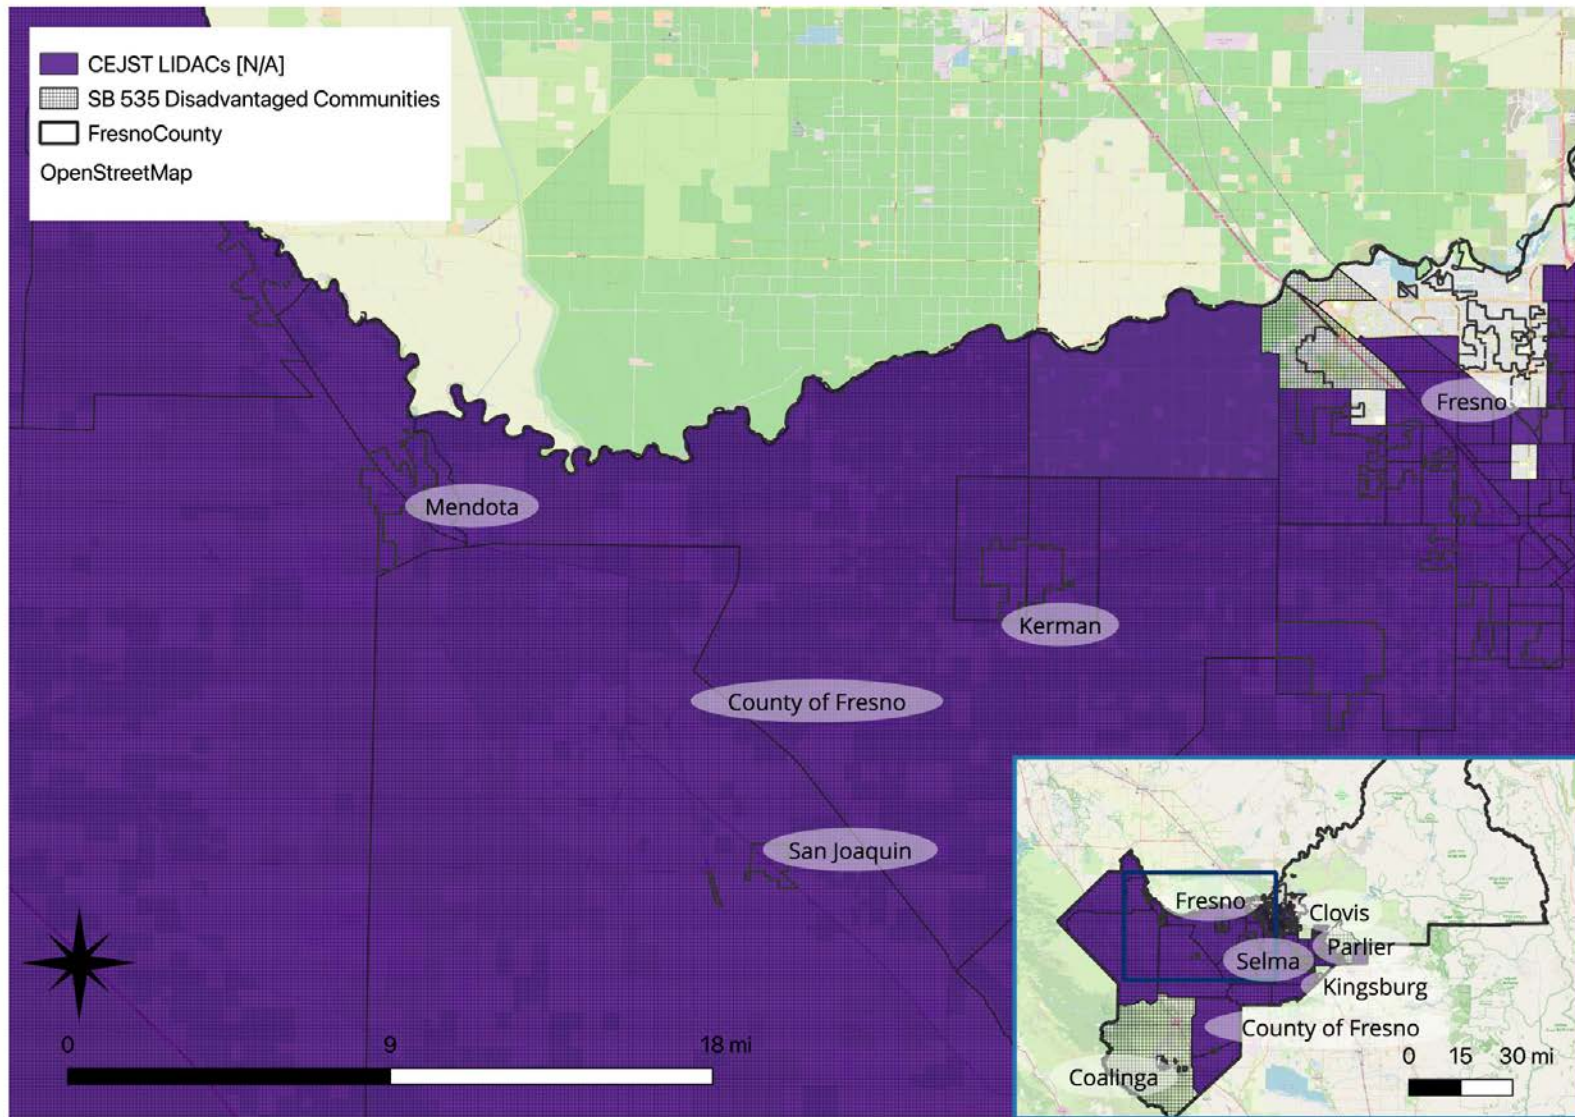 CEJST LIDACs [N/A]
SB 535 Disadvantaged Communities
FresnoCounty
OpenStreetMap
Fresno
Mendota
Kerman
County of Fresno
San Joaquin
0 9 18 mi
Fresno
Clovis
Parlier
Selma
Kingsburg
County of Fresno
Coalinga
0 15 30 mi